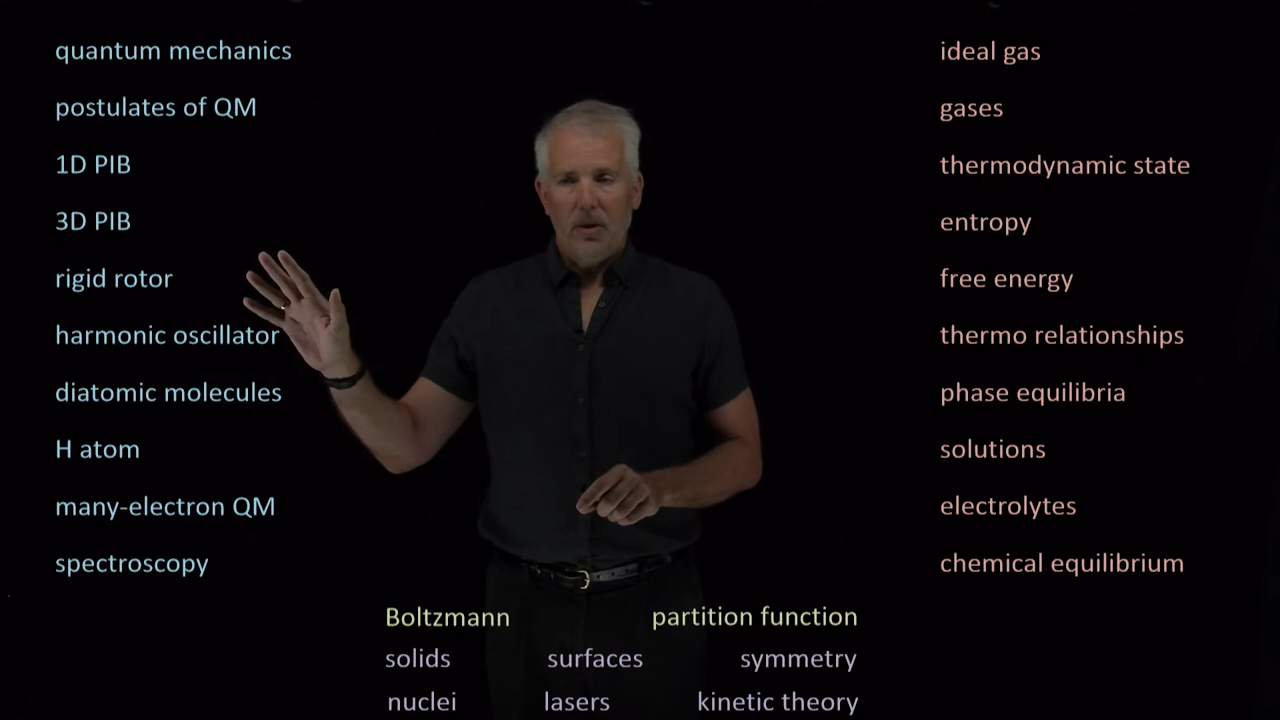 quantum mechanics
postulates of QM
1D PIB
3D PIB
rigid rotor
harmonic oscillator
diatomic molecules
H atom
many-electron QM
spectroscopy
ideal gas
gases
thermodynamic state
entropy
free energy
thermo relationships
phase equilibria
solutions
electrolytes
chemical equilibrium
Boltzmann partition function
solids surfaces symmetry
nuclei lasers kinetic theory